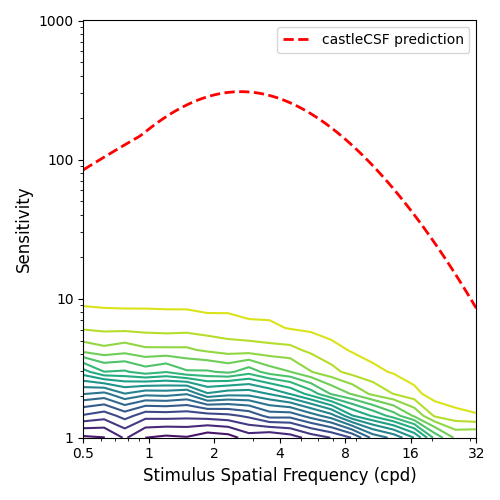 1000
castleCSF prediction
100
Sensitivity
10
1
0.5 1 2 4 8 16 32
Stimulus Spatial Frequency (cpd)